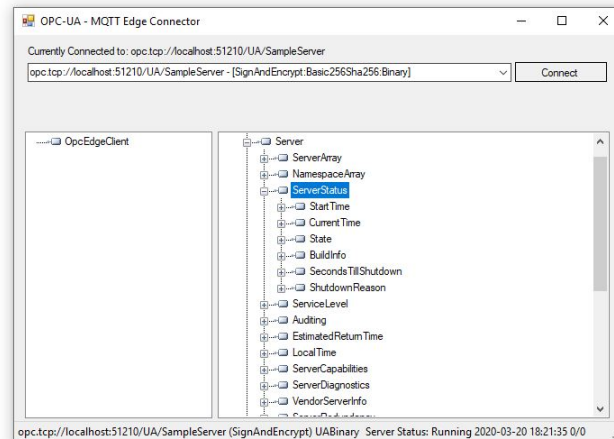 OPC-UA - MQTT Edge Connector
Currently Connected to: opc.tcp://localhost:51210/UA/SampleServer
opc.tcp://localhost:51210/UA/SampleServer - [SignAndEncrypt:Basic256Sha256:Binary]
Connect
OpcEdgeClient
Server
ServerArray
NamespaceArray
ServerStatus
StartTime
CurrentTime
State
BuildInfo
SecondsTillShutdown
ShutdownReason
ServiceLevel
Auditing
EstimatedReturnTime
LocalTime
ServerCapabilities
ServerDiagnostics
VendorServerInfo
ServerRedundancy
opc.tcp://localhost:51210/UA/SampleServer (SignAndEncrypt) UABinary Server Status: Running 2020-03-20 18:21:35 0/0